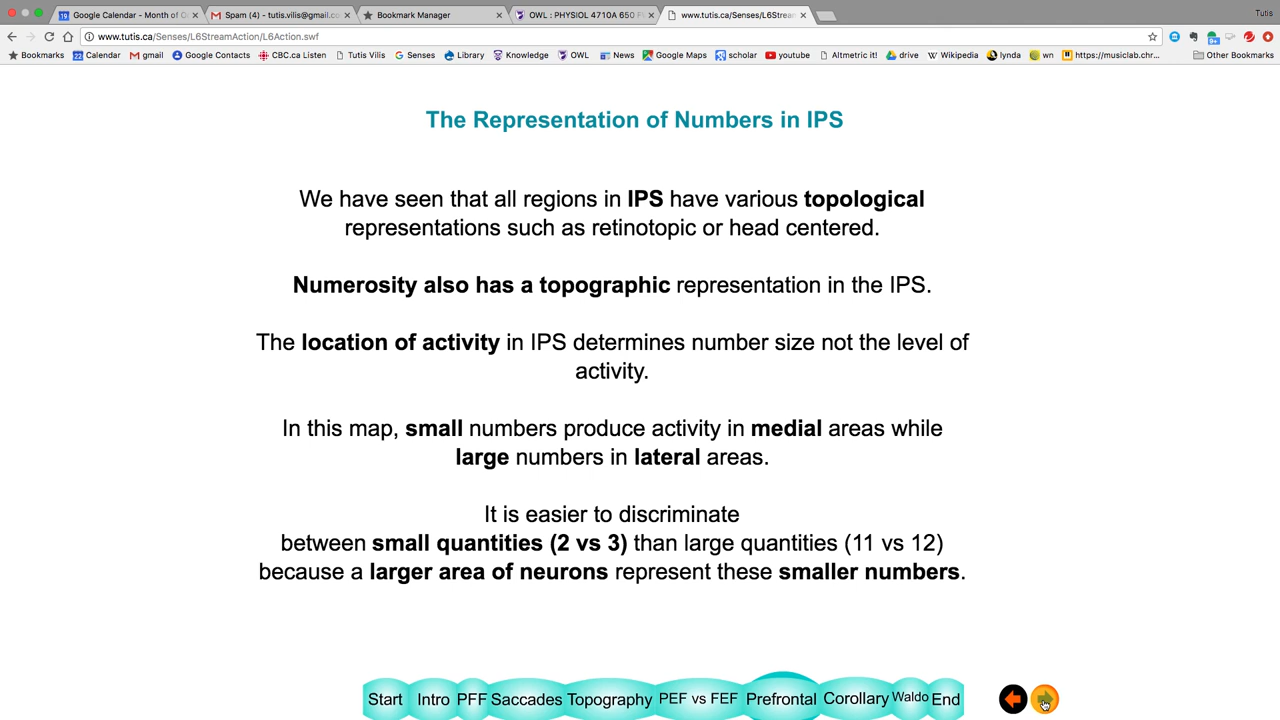 Google Calendar - Month of O
Spam (4) - tutis.vilis@gmail.co
Bookmark Manager
OWL : PHYSIOL 4710A 650 F
www.tutis.ca/Senses/L6Strean
Tutis
www.tutis.ca/Senses/L6StreamAction/L6Action.swf
Bookmarks
Calendar
gmail
Google Contacts
CBC.ca Listen
Tutis Vilis
Senses
Library
Knowledge
OWL
News
Google Maps
scholar
youtube
Altmetric it!
drive
Wikipedia
lynda
wn
https://musiclab.chr...
Other Bookmarks
The Representation of Numbers in IPS
We have seen that all regions in IPS have various topological
representations such as retinotopic or head centered.
Numerosity also has a topographic representation in the IPS.
The location of activity in IPS determines number size not the level of
activity.
In this map, small numbers produce activity in medial areas while
large numbers in lateral areas.
It is easier to discriminate
between small quantities (2 vs 3) than large quantities (11 vs 12)
because a larger area of neurons represent these smaller numbers.
Start
Intro
PFF
Saccades
Topography
PEF vs FEF
Prefrontal
Corollary
Waldo
End